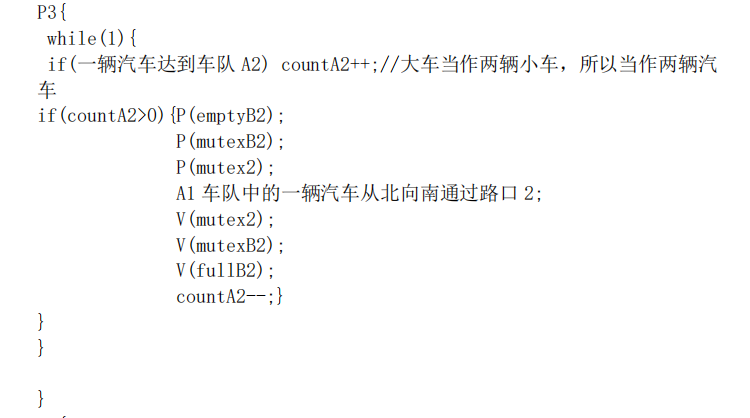 P3{
while(1){
if(一辆汽车达到车队 A2) countA2++;//大车当作两辆小车，所以当作两辆汽
车
if(countA2>0){P(emptyB2);
P(mutexB2);
P(mutex2);
A1 车队中的一辆汽车从北向南通过路口 2;
V(mutex2);
V(mutexB2);
V(fullB2);
countA2--;}
}
}
}